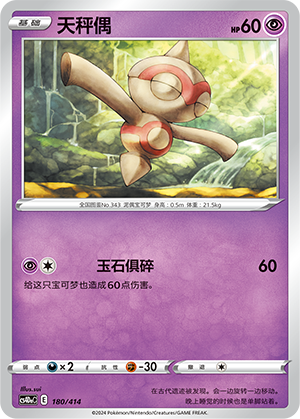 基础 天秤偶 HP60
全国图鉴No.343 泥偶宝可梦 身高：0.5m 体重：21.5kg
玉石俱碎 60
给这只宝可梦也造成60点伤害。
弱点 ×2 抵抗力 -30 撤退
Illus.sui
CS4DaC E 180/414
在古代遗迹被发现。会一边旋转一边移动。
晚上睡觉的时候也是单脚站着。
©2024 Pokémon/Nintendo/Creatures/GAME FREAK.